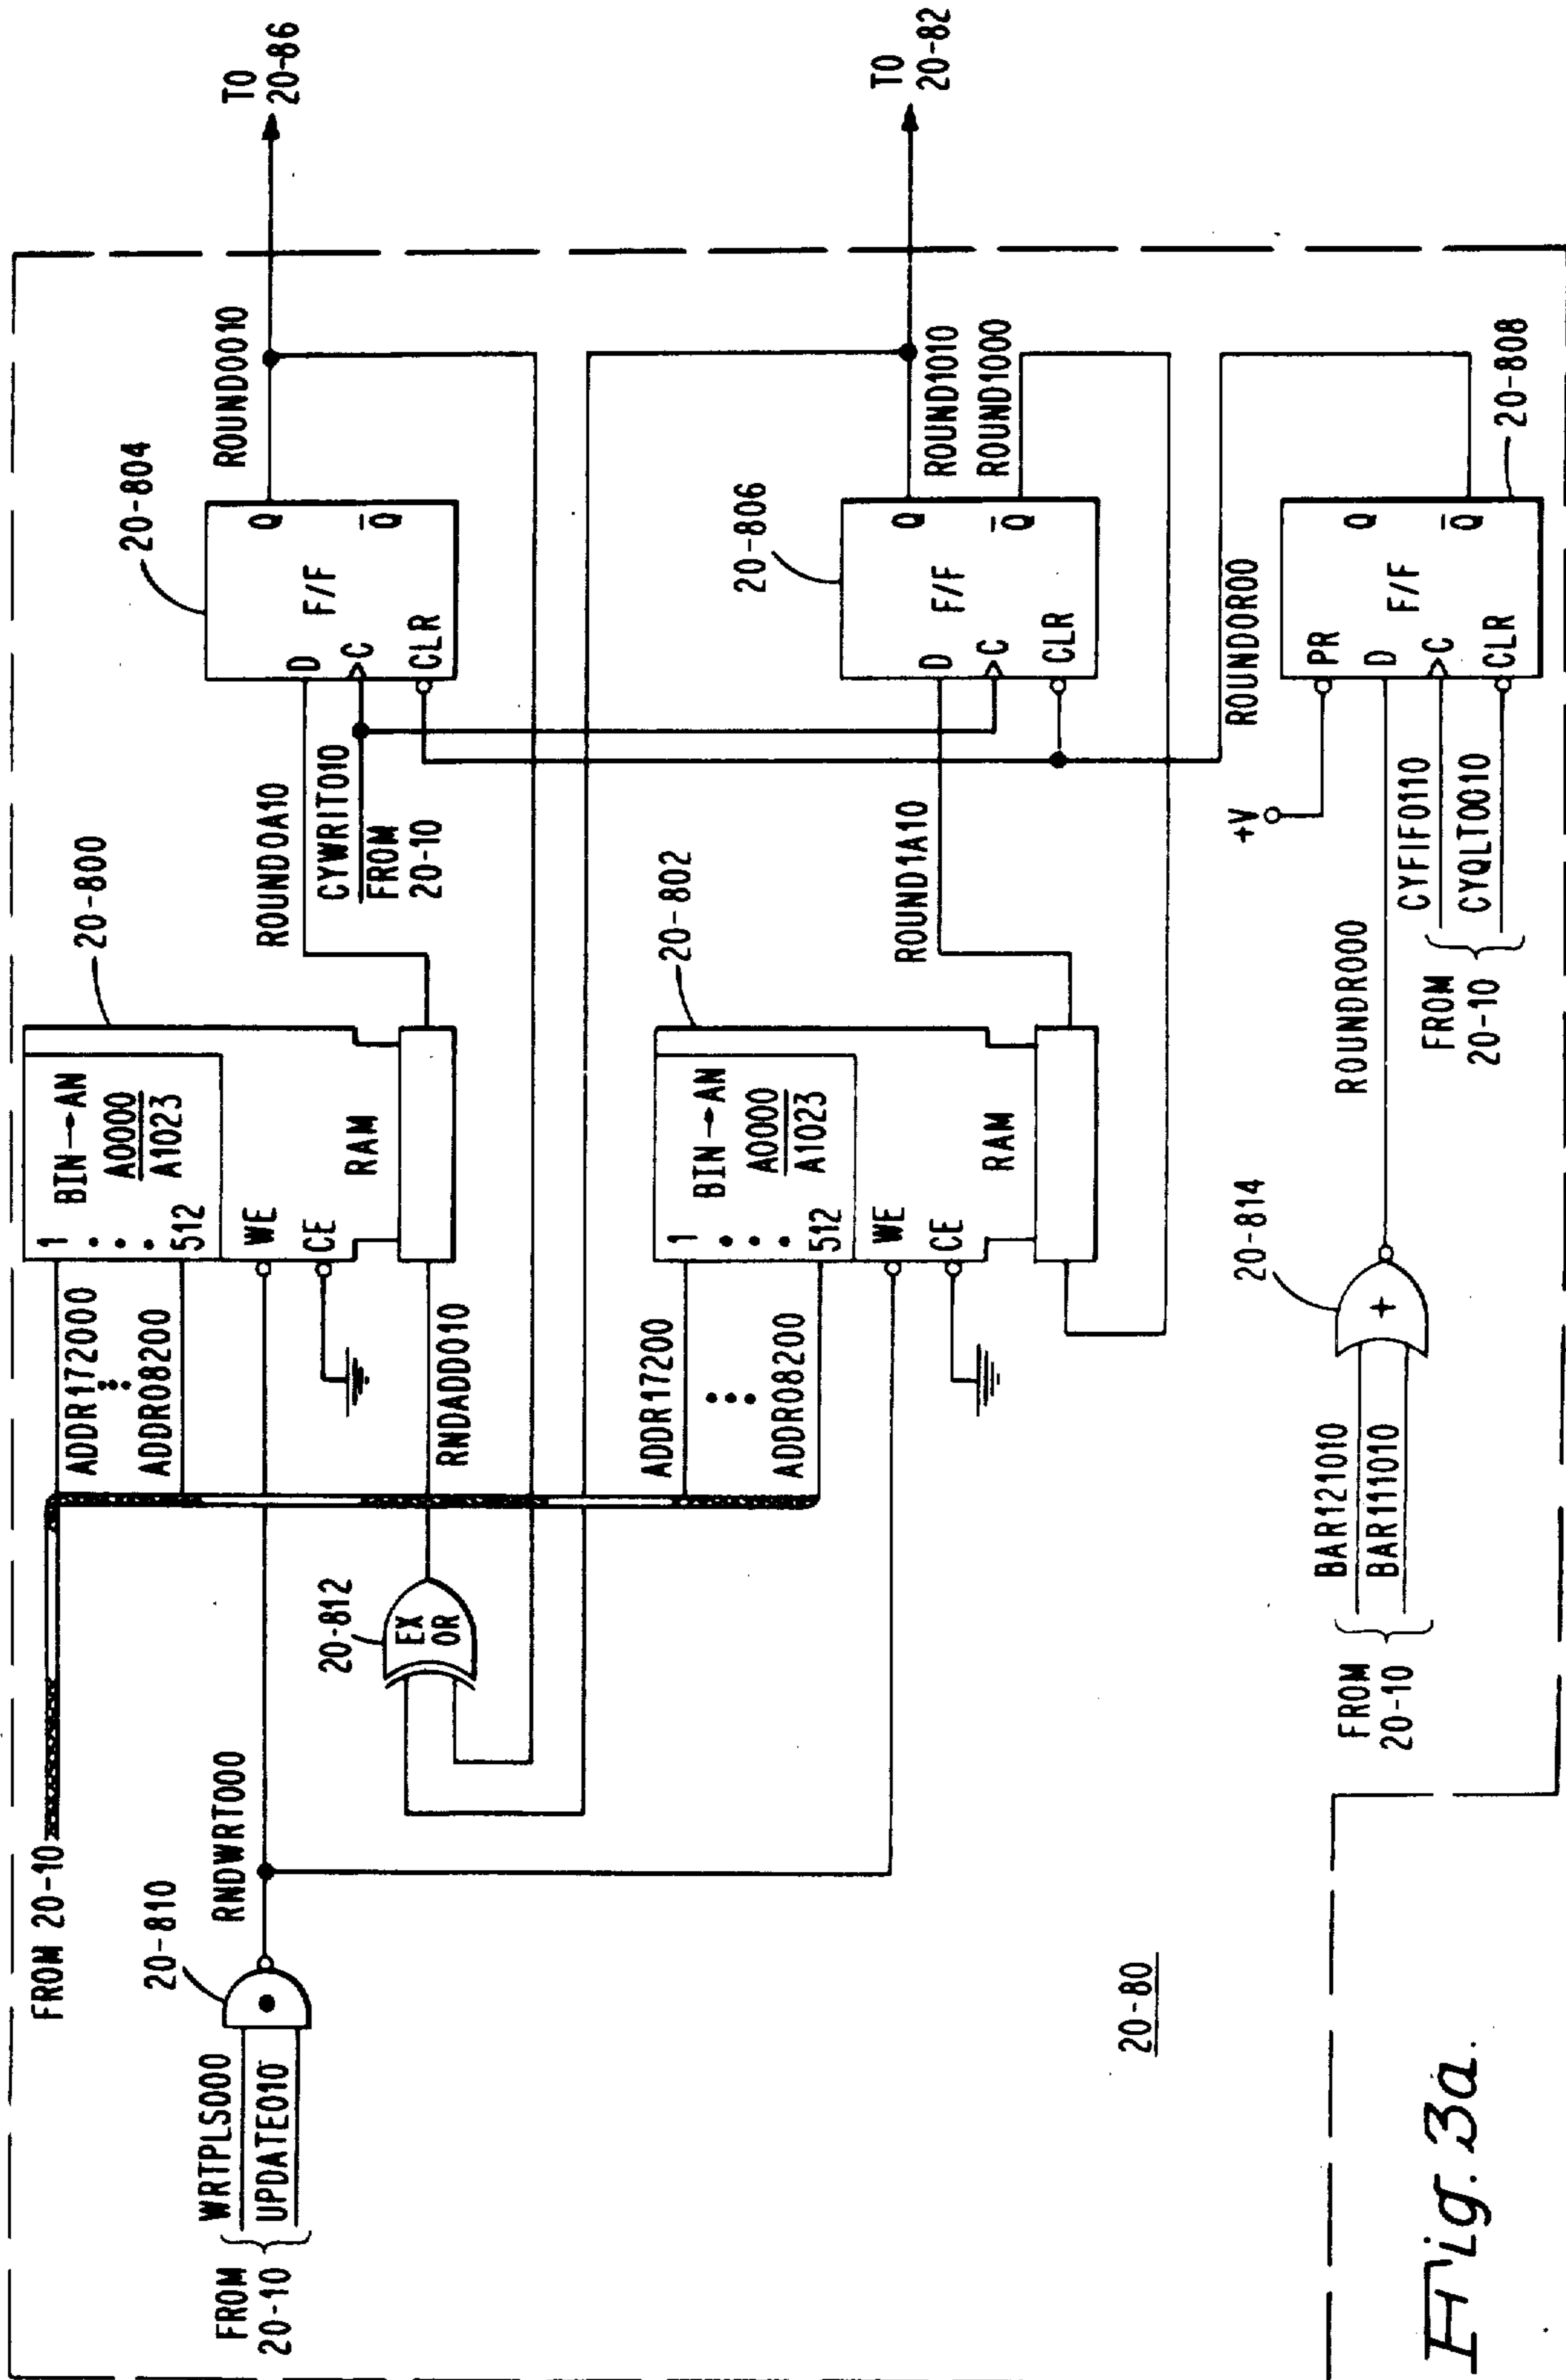 FROM 20-10
FROM
20-10
WRTPLS000
UPDATE010
20-810
RNDWRT000
ADDR17200
ADDR08200
1
512
BIN→AN
A0000
A1023
WE
CE
RAM
20-800
20-812
EX
OR
RNDADD010
ROUND0A10
CYWRIT010
FROM
20-10
20-804
D
C
CLR
F/F
Q
Q̅
ROUND0010
TO
20-86
ADDR17200
ADDR08200
1
512
BIN→AN
A0000
A1023
WE
CE
RAM
20-802
ROUND1A10
20-806
D
C
CLR
F/F
Q
Q̅
ROUND1010
ROUND1000
TO
20-82
20-80
FROM
20-10
BAR121010
BAR111010
20-814
+
ROUNDR000
FROM
20-10
CYFIF0110
CYQLT0010
+V
ROUND0R00
PR
D
C
CLR
F/F
Q
Q̅
20-808
Fig. 3a.